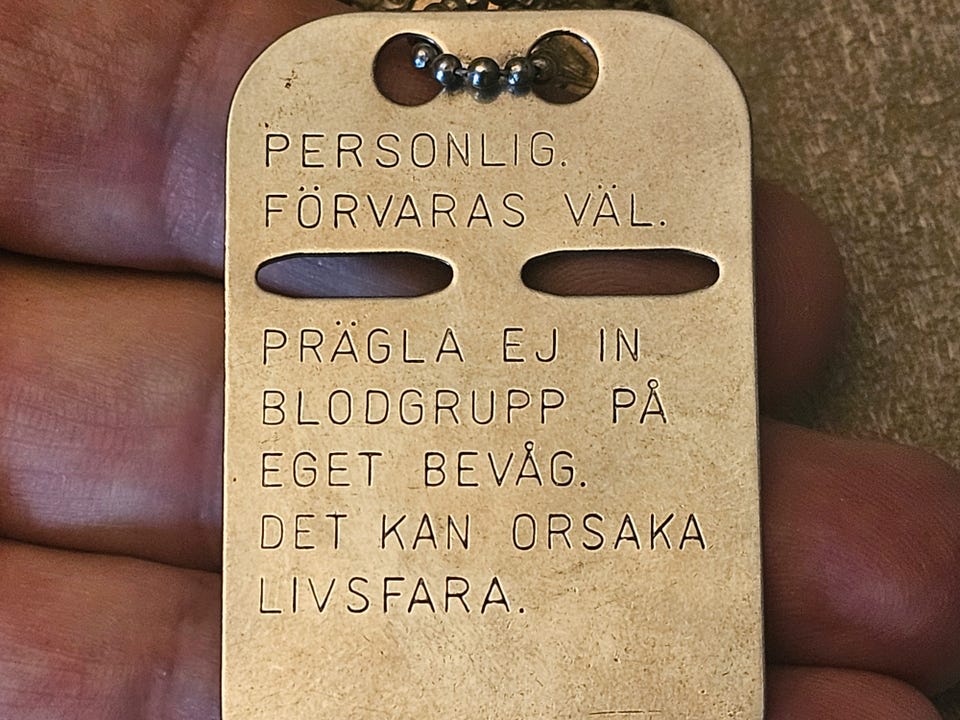 PERSONLIG.
FÖRVARAS VÄL.
PRÄGLA EJ IN
BLODGRUPP PÅ
EGET BEVÅG.
DET KAN ORSAKA
LIVSFARA.